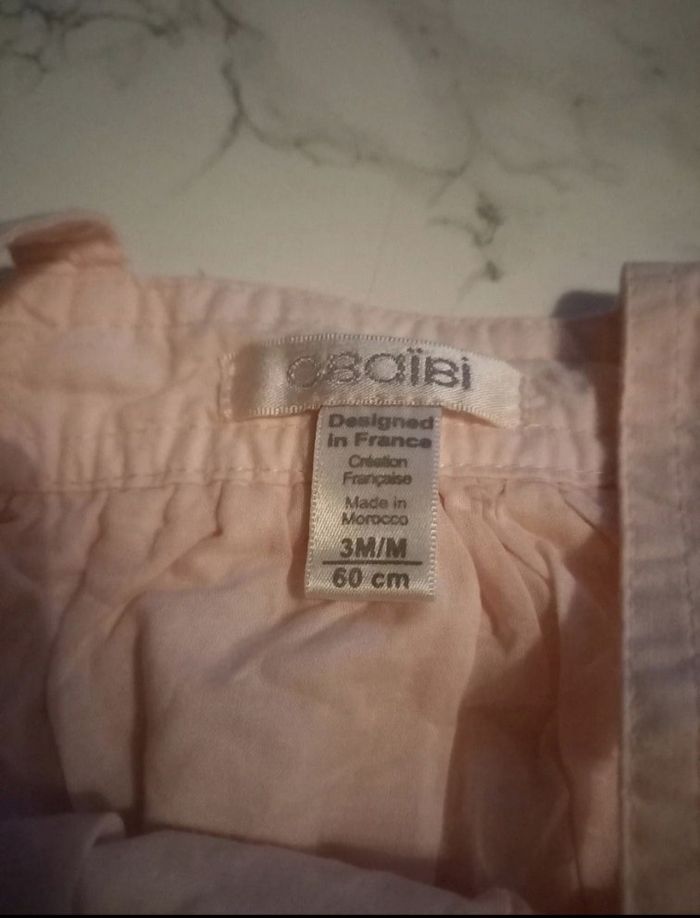 OBaïBi
Designed
in France
Création
Française
Made in
Morocco
3M/M
60 cm